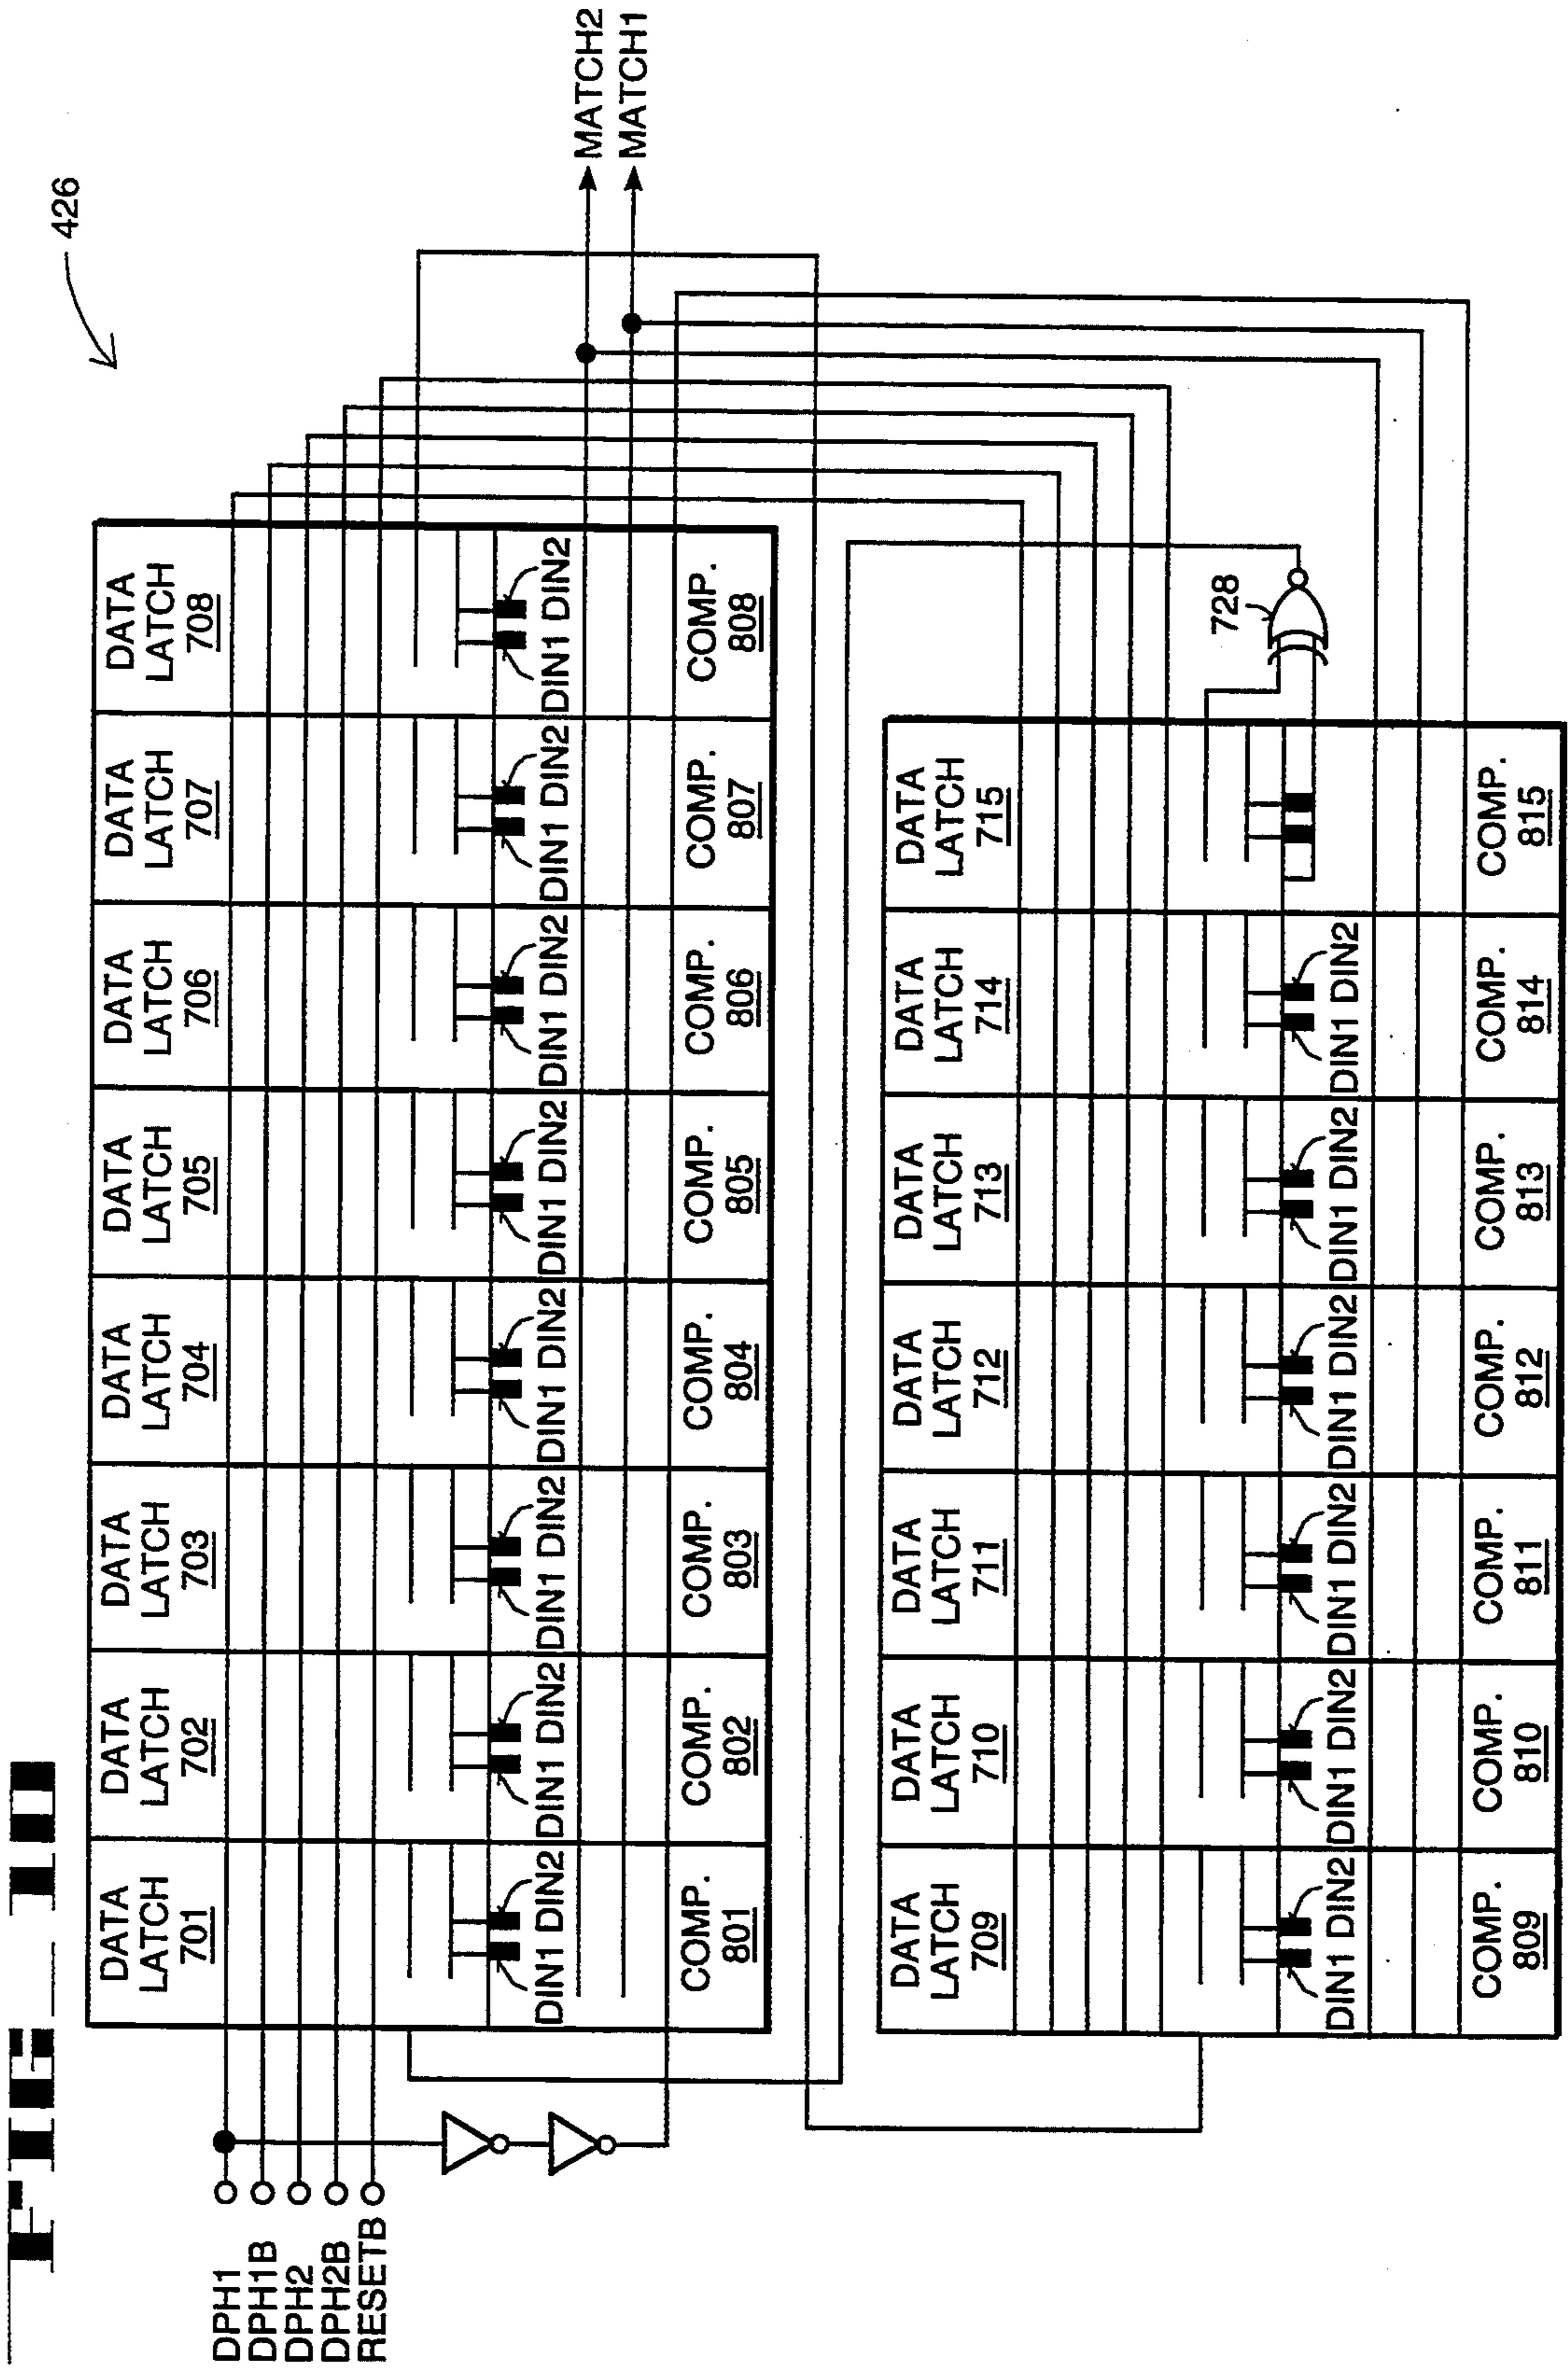 FIG 10
426
DATA LATCH 701
DATA LATCH 702
DATA LATCH 703
DATA LATCH 704
DATA LATCH 705
DATA LATCH 706
DATA LATCH 707
DATA LATCH 708
DPH1
DPH1B
DPH2
DPH2B
RESETB
DIN1 DIN2
DIN1 DIN2
DIN1 DIN2
DIN1 DIN2
DIN1 DIN2
DIN1 DIN2
DIN1 DIN2
DIN1 DIN2
MATCH2
MATCH1
COMP. 801
COMP. 802
COMP. 803
COMP. 804
COMP. 805
COMP. 806
COMP. 807
COMP. 808
DATA LATCH 709
DATA LATCH 710
DATA LATCH 711
DATA LATCH 712
DATA LATCH 713
DATA LATCH 714
DATA LATCH 715
728
DIN1 DIN2
DIN1 DIN2
DIN1 DIN2
DIN1 DIN2
DIN1 DIN2
DIN1 DIN2
COMP. 809
COMP. 810
COMP. 811
COMP. 812
COMP. 813
COMP. 814
COMP. 815